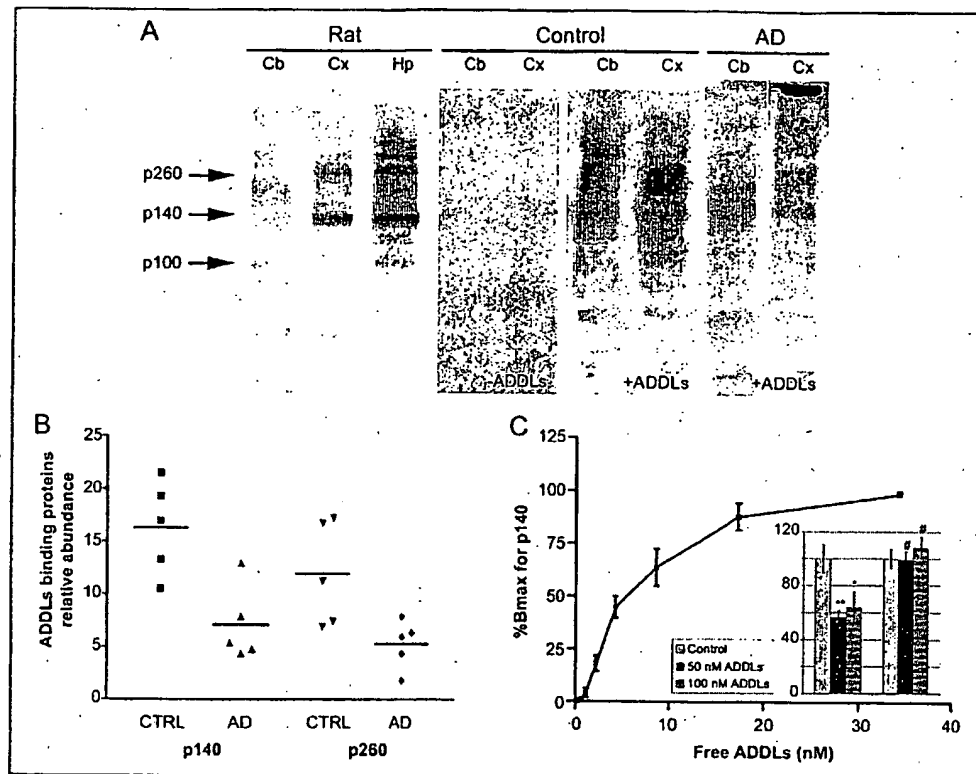 A
Rat Control AD
Cb Cx Hp Cb Cx Cb Cx Cb Cx
p260
p140
p100
-ADDLs +ADDLs +ADDLs
B
ADDLs binding proteins
relative abundance
25
20
15
10
5
0
CTRL AD CTRL AD
p140 p260
C
%Bmax for p140
125
100
75
50
25
0
0 10 20 30 40
Free ADDLs (nM)
Control
50 nM ADDLs
100 nM ADDLs
120
80
40
0
** * # #